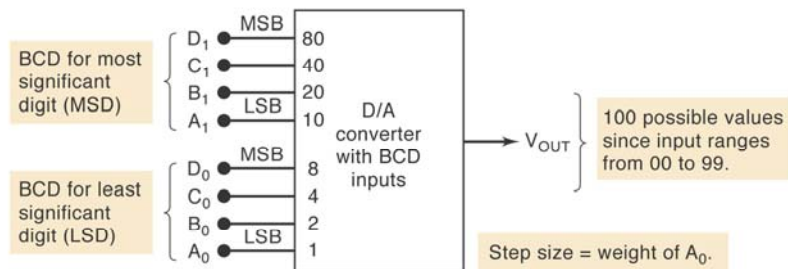 BCD for most
significant
digit (MSD)
D₁ MSB 80
C₁ 40
B₁ 20
A₁ LSB 10
D/A
converter
with BCD
inputs
V_OUT
100 possible values
since input ranges
from 00 to 99.
BCD for least
significant
digit (LSD)
D₀ MSB 8
C₀ 4
B₀ 2
A₀ LSB 1
Step size = weight of A₀.